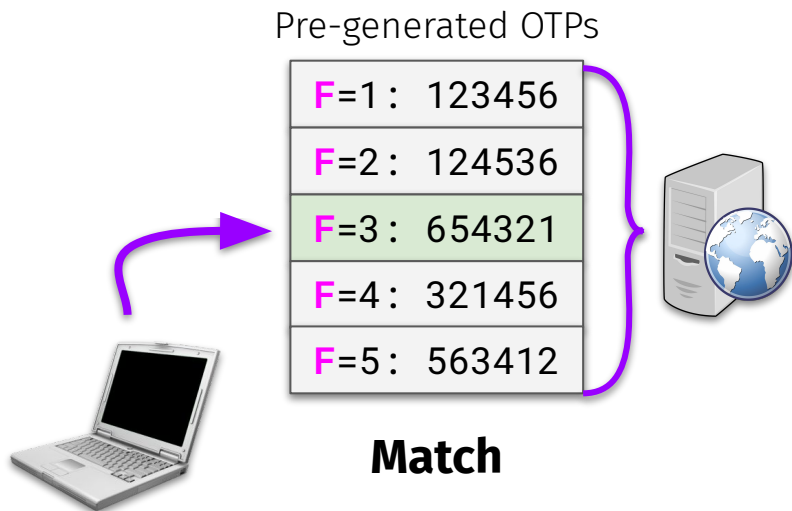 Pre-generated OTPs
F=1: 123456
F=2: 124536
F=3: 654321
F=4: 321456
F=5: 563412
Match